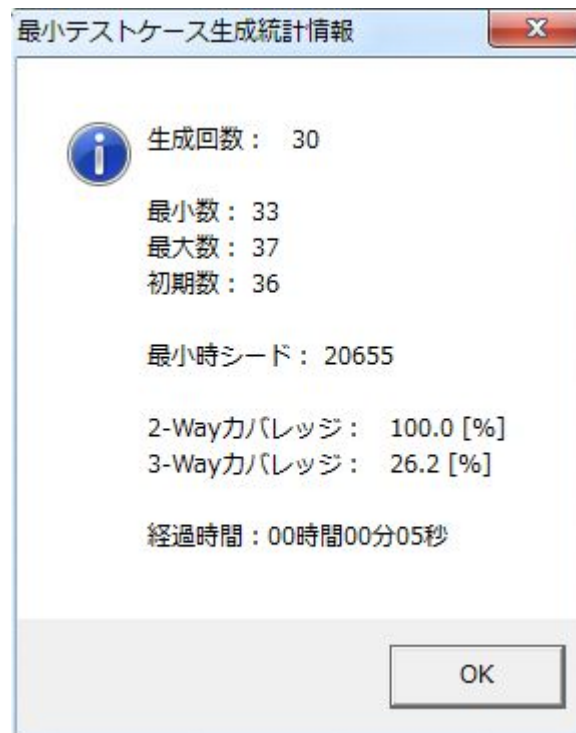 最小テストケース生成統計情報
生成回数： 30
最小数： 33
最大数： 37
初期数： 36
最小時シード： 20655
2-Wayカバレッジ： 100.0 [%]
3-Wayカバレッジ： 26.2 [%]
経過時間：00時間00分05秒
OK